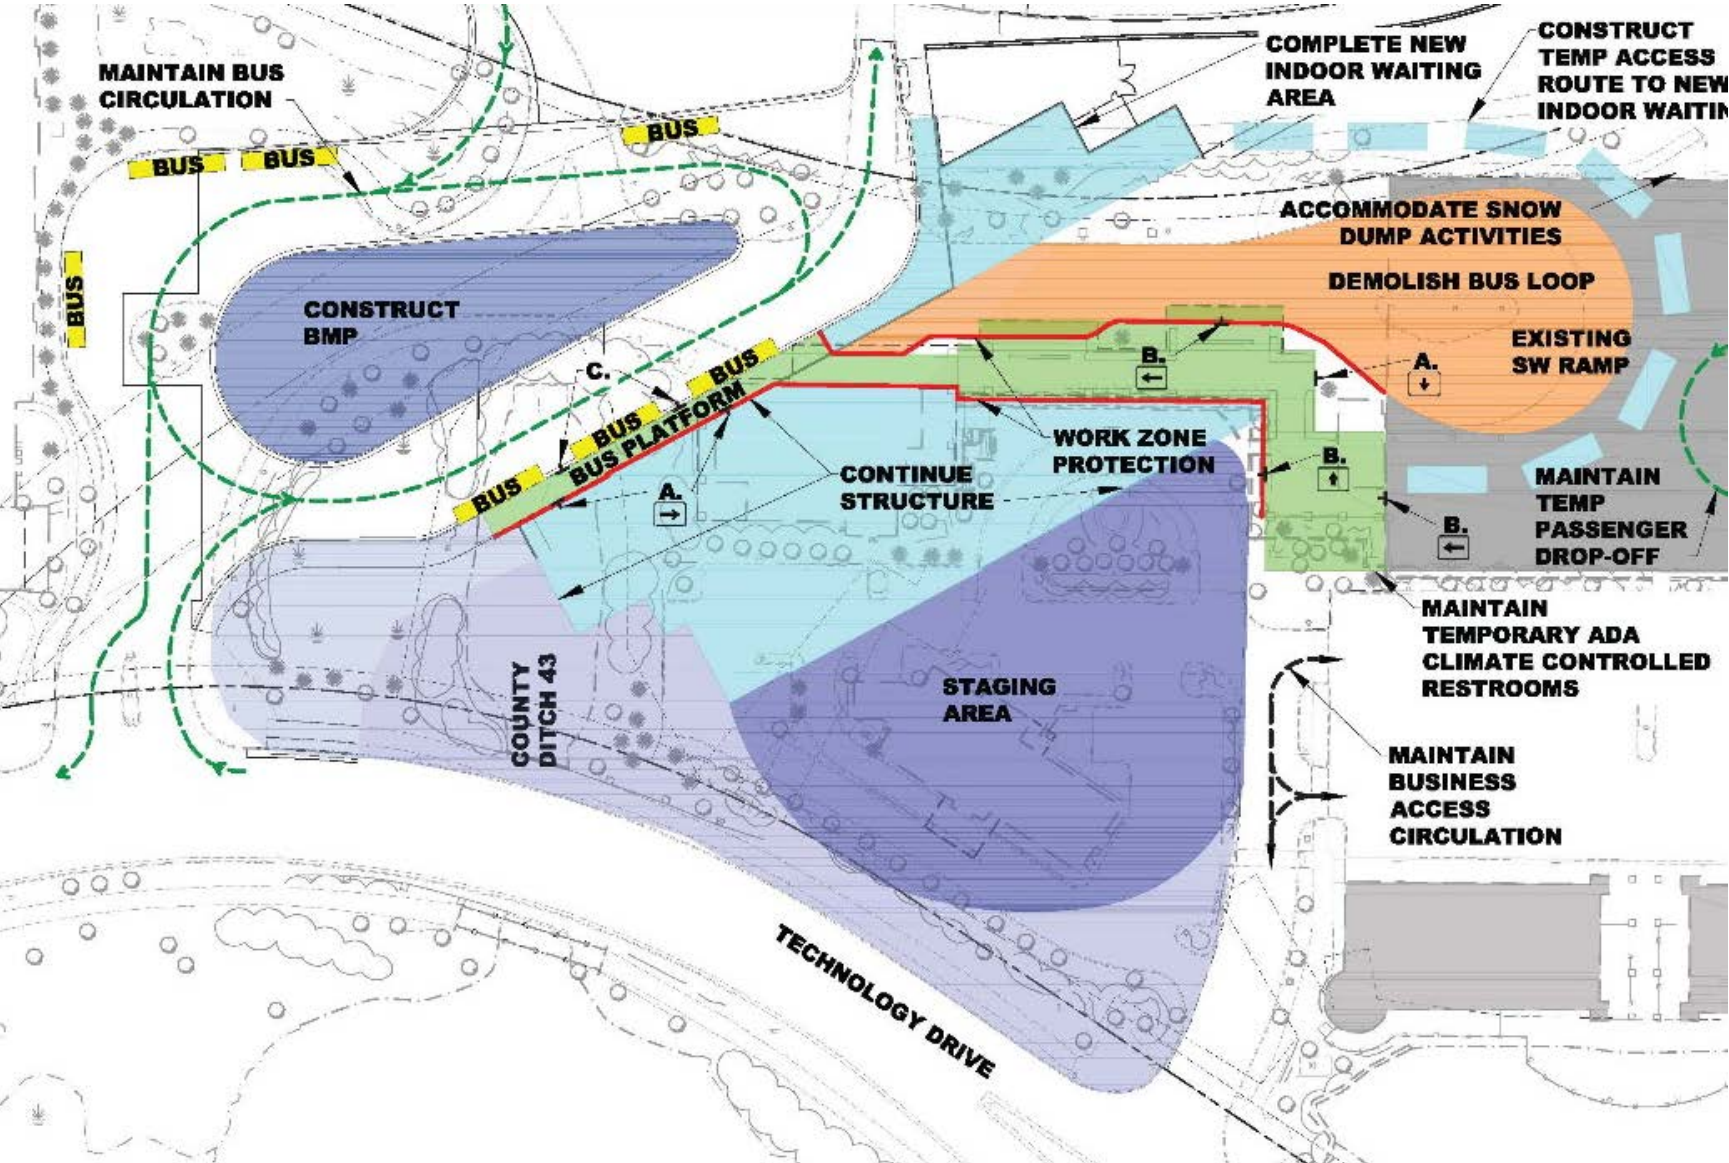 MAINTAIN BUS
CIRCULATION
COMPLETE NEW
INDOOR WAITING
AREA
CONSTRUCT
TEMP ACCESS
ROUTE TO NEW
INDOOR WAITIN
BUS
BUS
BUS
BUS
ACCOMMODATE SNOW
DUMP ACTIVITIES
DEMOLISH BUS LOOP
EXISTING
SW RAMP
CONSTRUCT
BMP
C.
B.
A.
BUS
BUS
BUS
BUS PLATFORM
WORK ZONE
PROTECTION
CONTINUE
STRUCTURE
A.
B.
B.
MAINTAIN
TEMP
PASSENGER
DROP-OFF
MAINTAIN
TEMPORARY ADA
CLIMATE CONTROLLED
RESTROOMS
COUNTY
DITCH 43
STAGING
AREA
MAINTAIN
BUSINESS
ACCESS
CIRCULATION
TECHNOLOGY DRIVE